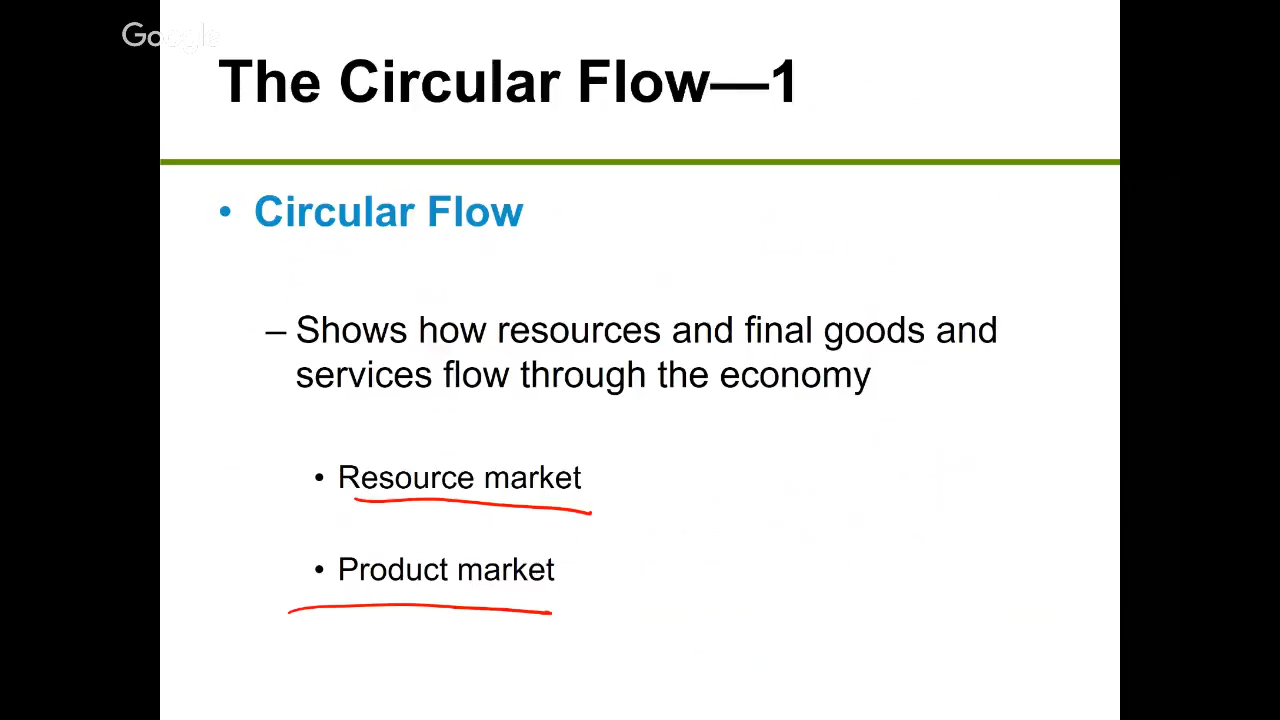 Google
The Circular Flow—1
• Circular Flow
– Shows how resources and final goods and
services flow through the economy
• Resource market
• Product market